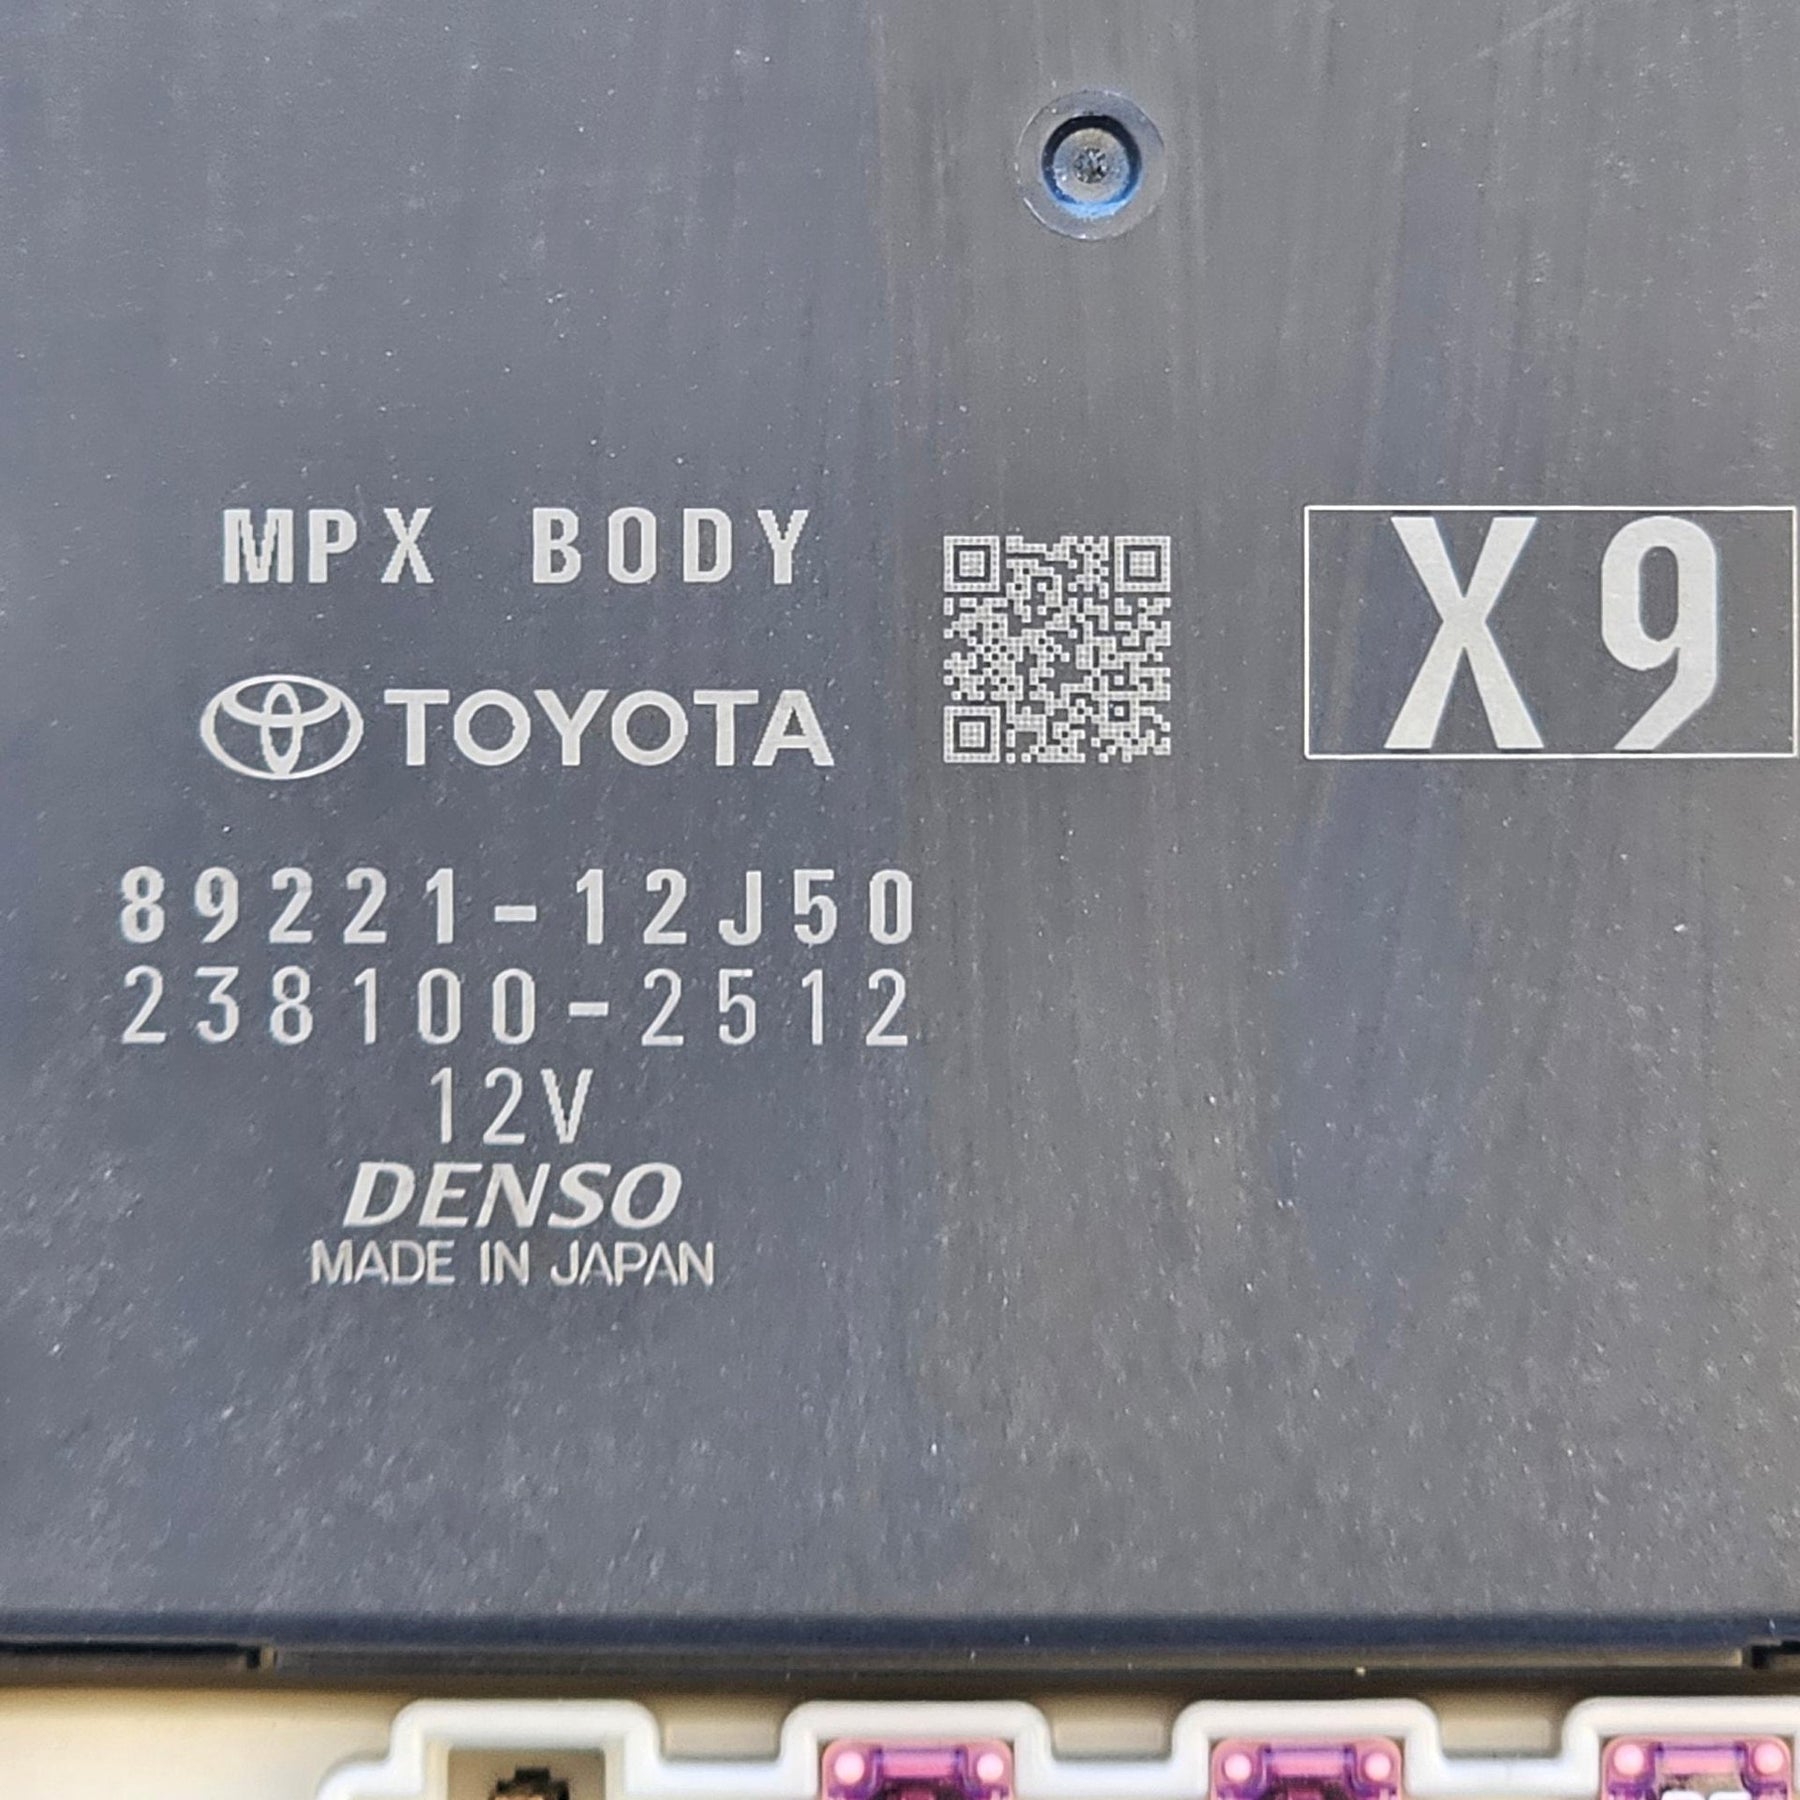 MPX BODY
TOYOTA
X9
89221-12J50
238100-2512
12V
DENSO
MADE IN JAPAN